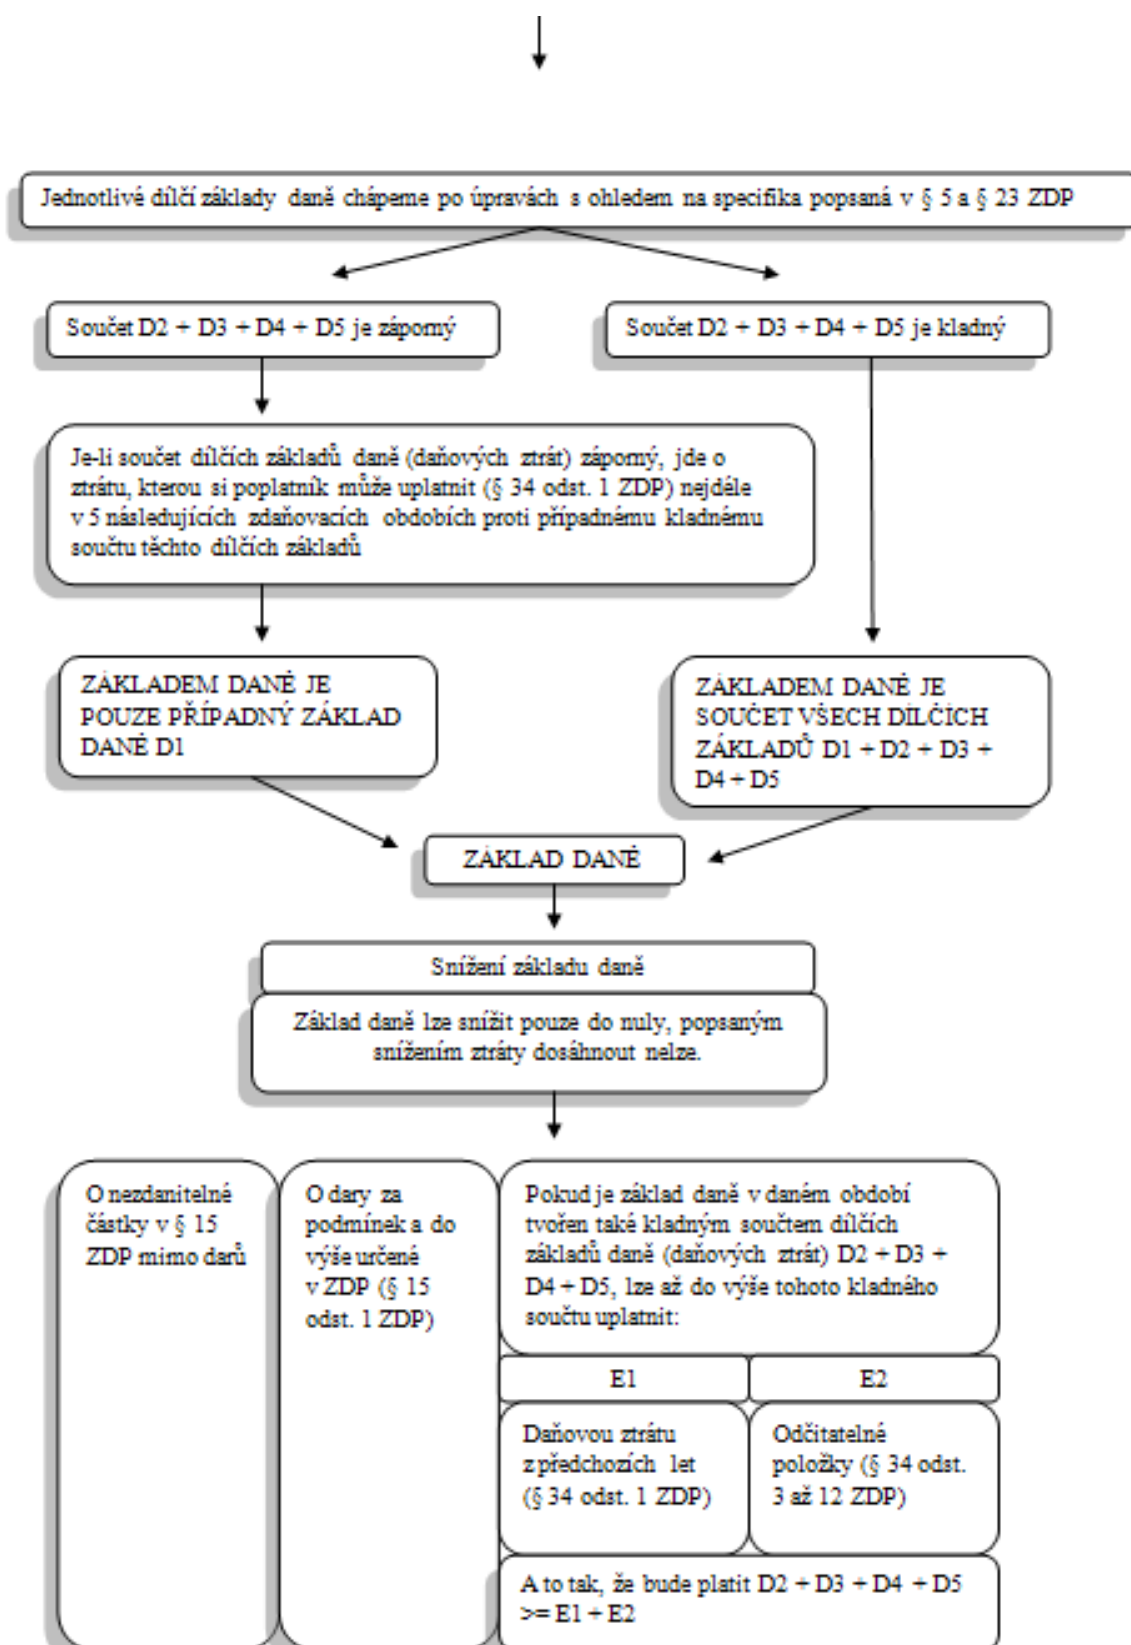 Jednotlivé dílčí základy daně chápeme po úpravách s ohledem na specifika popsaná v § 5 a § 23 ZDP
Součet D2 + D3 + D4 + D5 je záporný
Součet D2 + D3 + D4 + D5 je kladný
Je-li součet dílčích základů daně (daňových ztrát) záporný, jde o
ztrátu, kterou si poplatník může uplatnit (§ 34 odst. 1 ZDP) nejdéle
v 5 následujících zdaňovacích obdobích proti případnému kladnému
součtu těchto dílčích základů
ZÁKLADEM DANĚ JE
POUZE PŘÍPADNÝ ZÁKLAD
DANĚ D1
ZÁKLADEM DANĚ JE
SOUČET VŠECH DÍLČÍCH
ZÁKLADŮ D1 + D2 + D3 +
D4 + D5
ZÁKLAD DANĚ
Snížení základu daně
Základ daně lze snížit pouze do nuly, popsaným
snížením ztráty dosáhnout nelze.
O nezdanitelné
částky v § 15
ZDP mimo darů
O dary za
podmínek a do
výše určené
v ZDP (§ 15
odst. 1 ZDP)
Pokud je základ daně v daném období
tvořen také kladným součtem dílčích
základů daně (daňových ztrát) D2 + D3 +
D4 + D5, lze až do výše tohoto kladného
součtu uplatnit:
E1
E2
Daňovou ztrátu
z předchozích let
(§ 34 odst. 1 ZDP)
Odčitatelné
položky (§ 34 odst.
3 až 12 ZDP)
A to tak, že bude platit D2 + D3 + D4 + D5
>= E1 + E2